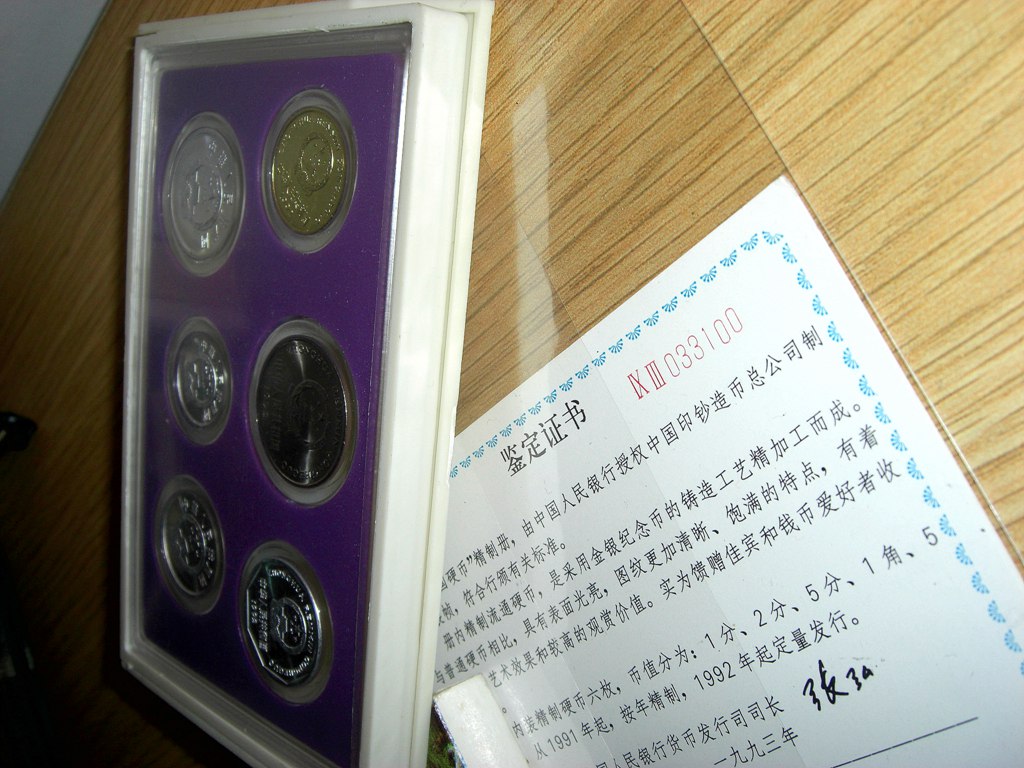 IX III 033100
鉴定证书
硬币"精制册，由中国人民银行授权中国印钞造币总公司制
，符合行颁有关标准。
册内精制流通硬币，是采用金银纪念币的铸造工艺精加工而成。
与普通硬币相比，具有表面光亮，图纹更加清晰、饱满的特点，有着
艺术效果和较高的观赏价值。实为馈赠佳宾和钱币爱好者收
。
内装精制硬币六枚，币值分为：1分、2分、5分、1角、5
从1991年起，按年精制，1992年起定量发行。
人民银行货币发行司司长
一九九三年